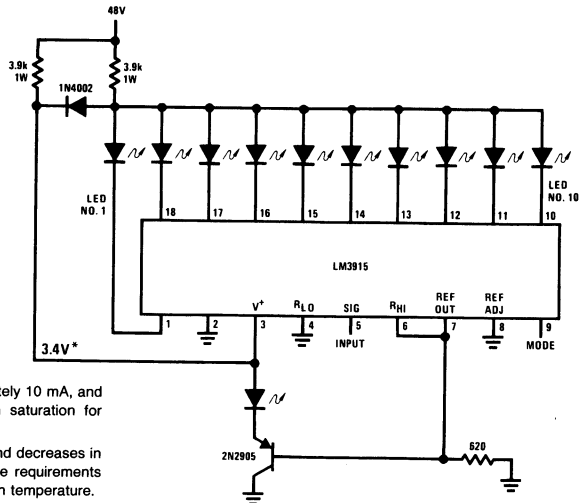 48V
3.9k
1W
1N4002
3.9k
1W
LED
NO. 1
LED
NO. 10
18
17
16
15
14
13
12
11
10
LM3915
V+
RLO
SIG
RHI
REF
OUT
REF
ADJ
1
2
3
4
5
6
7
8
9
INPUT
MODE
3.4V*
2N2905
620
tely 10 mA, and
saturation for
nd decreases in
e requirements
temperature.